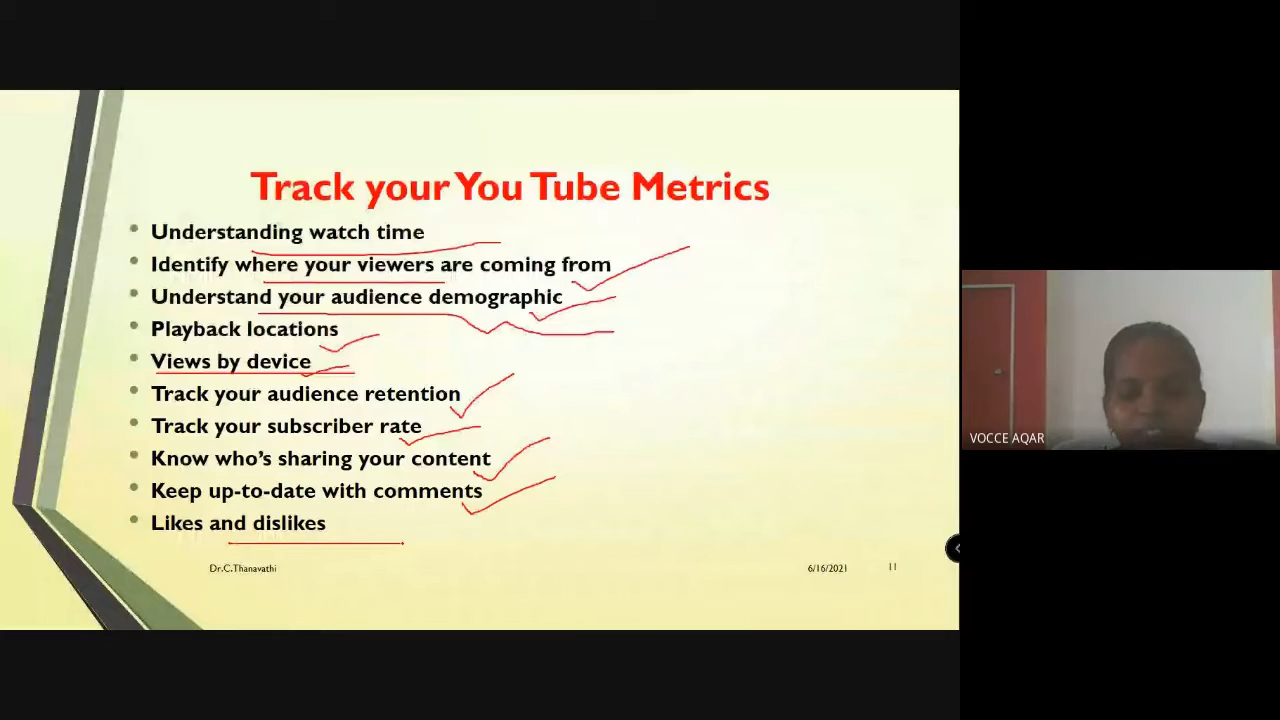 Track your You Tube Metrics
Understanding watch time
Identify where your viewers are coming from
Understand your audience demographic
Playback locations
Views by device
Track your audience retention
Track your subscriber rate
Know who's sharing your content
Keep up-to-date with comments
Likes and dislikes
Dr.C.Thanavathi
6/16/2021
11
VOCCE AQAR